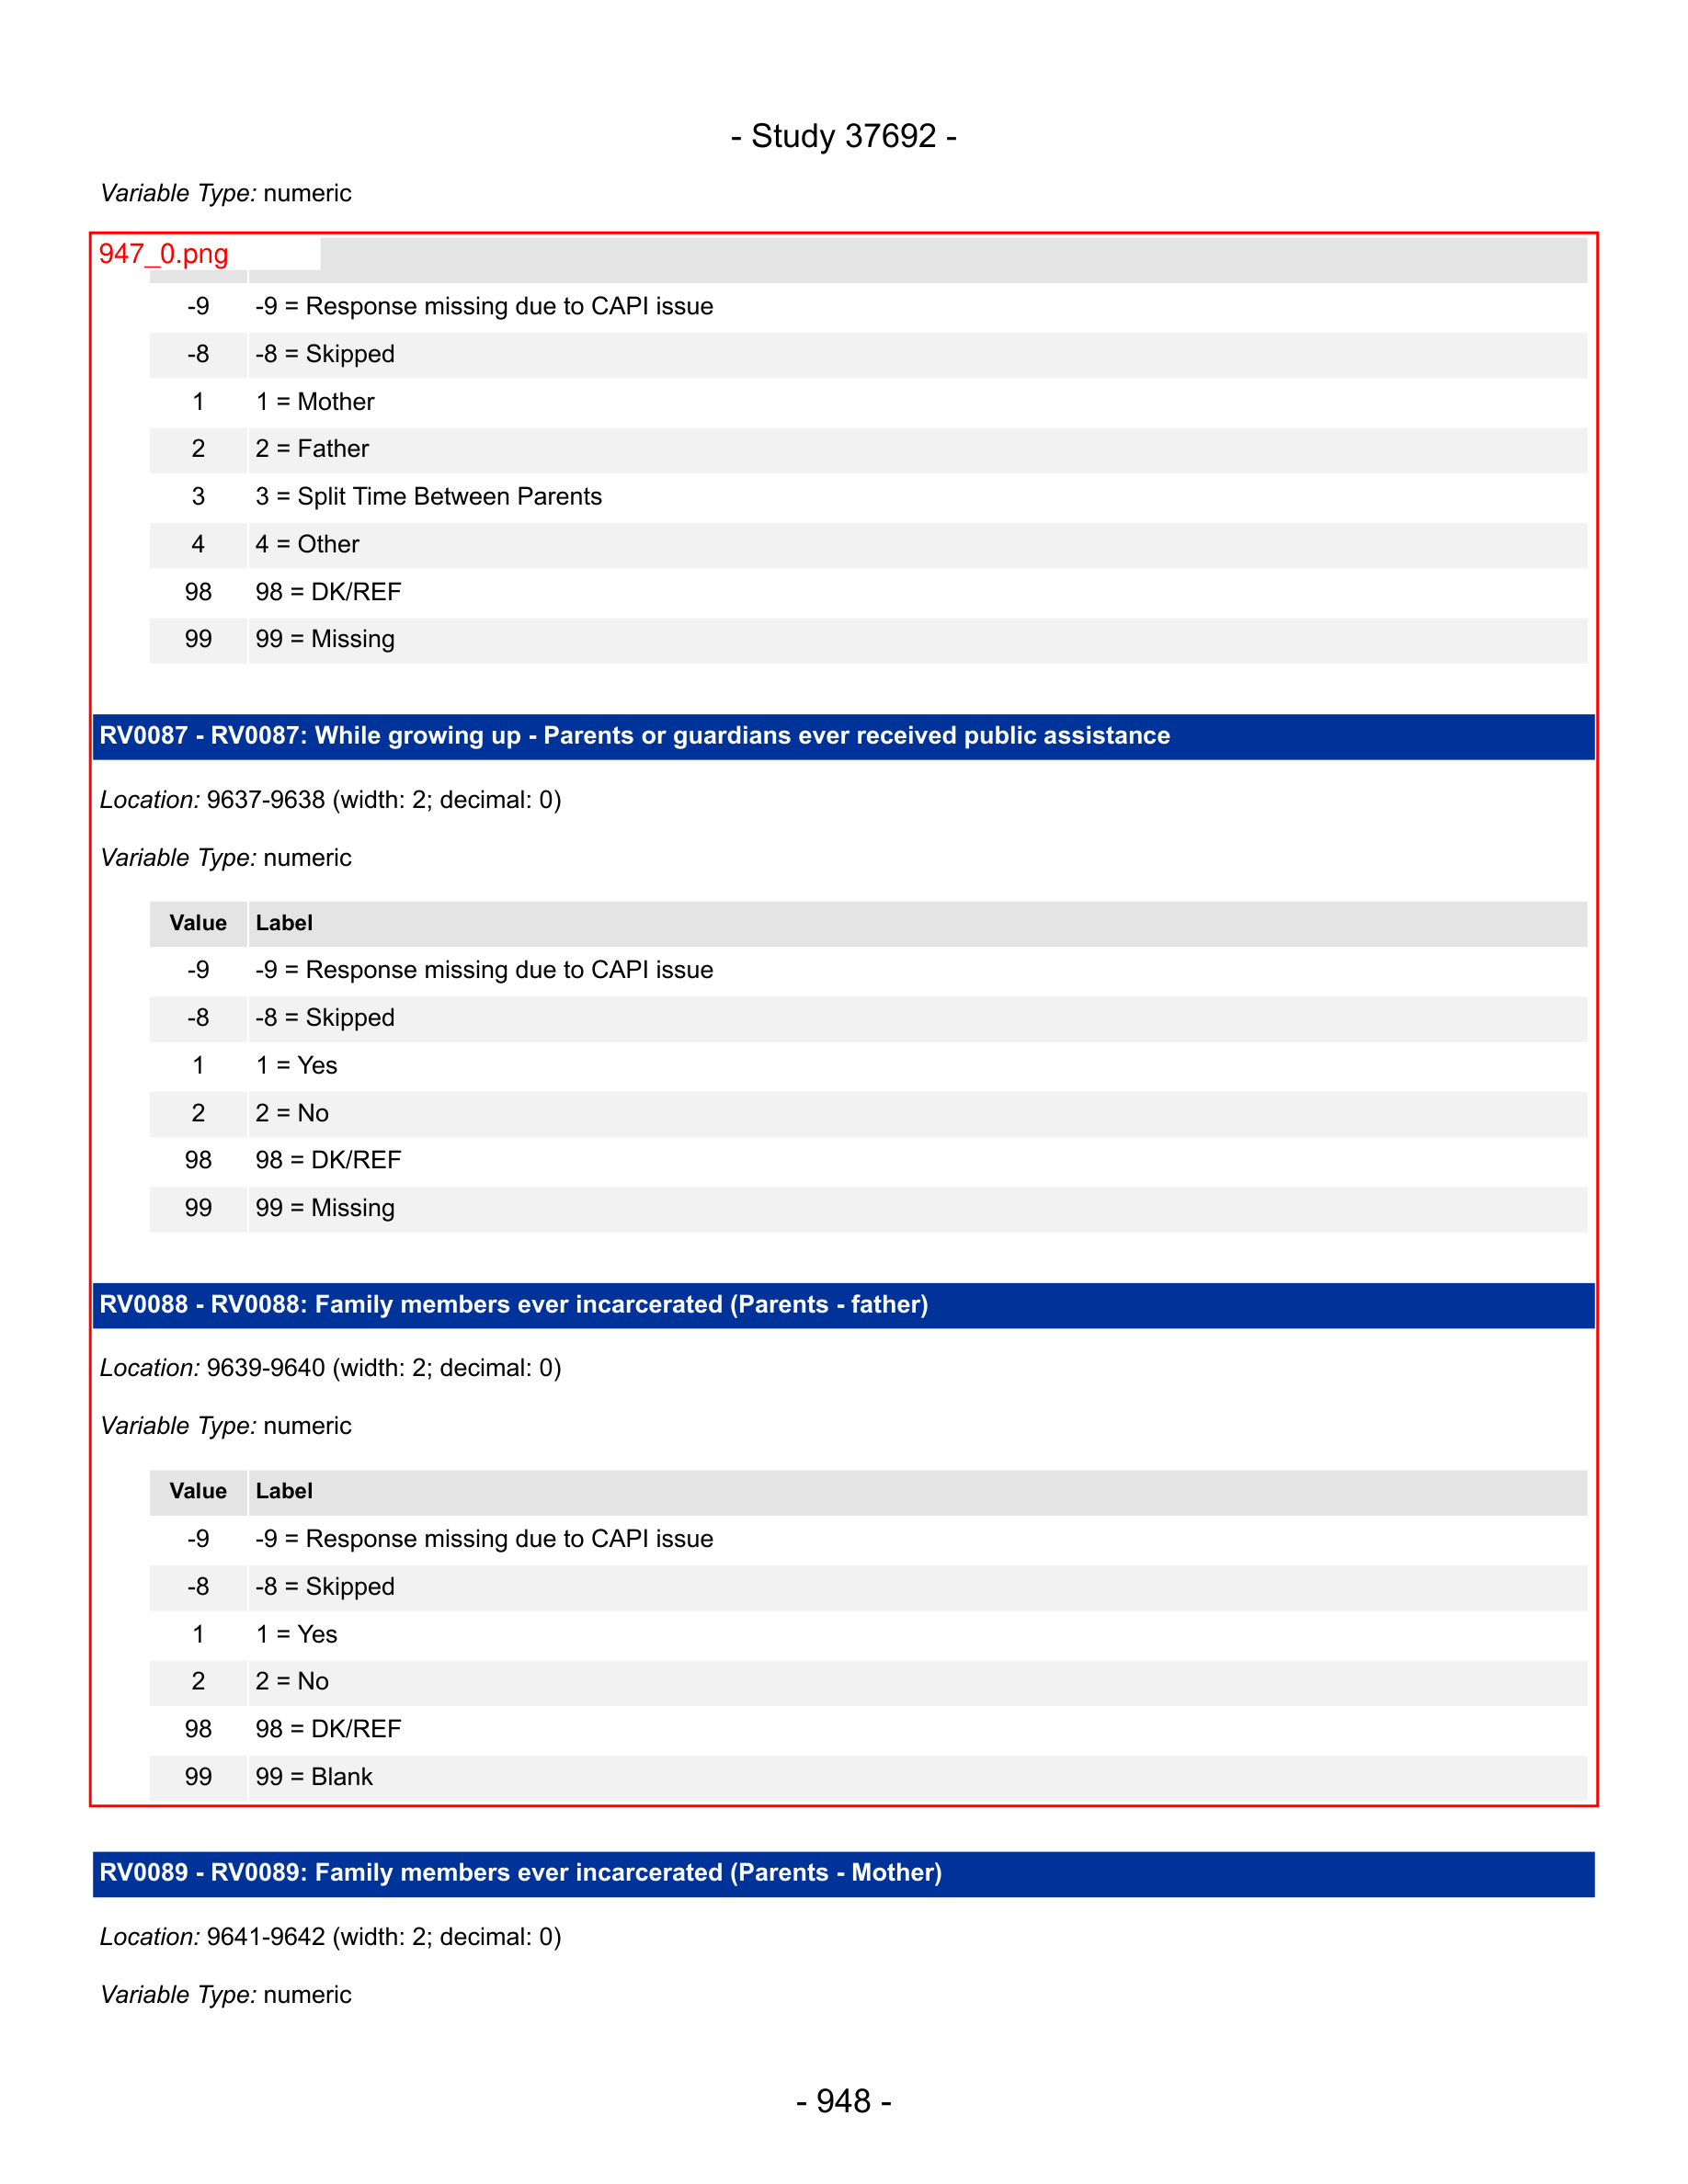 - Study 37692 -
Variable Type: numeric
947_0.png
-9 -9 = Response missing due to CAPI issue
-8 -8 = Skipped
1 1 = Mother
2 2 = Father
3 3 = Split Time Between Parents
4 4 = Other
98 98 = DK/REF
99 99 = Missing
RV0087 - RV0087: While growing up - Parents or guardians ever received public assistance
Location: 9637-9638 (width: 2; decimal: 0)
Variable Type: numeric
Value Label
-9 -9 = Response missing due to CAPI issue
-8 -8 = Skipped
1 1 = Yes
2 2 = No
98 98 = DK/REF
99 99 = Missing
RV0088 - RV0088: Family members ever incarcerated (Parents - father)
Location: 9639-9640 (width: 2; decimal: 0)
Variable Type: numeric
Value Label
-9 -9 = Response missing due to CAPI issue
-8 -8 = Skipped
1 1 = Yes
2 2 = No
98 98 = DK/REF
99 99 = Blank
RV0089 - RV0089: Family members ever incarcerated (Parents - Mother)
Location: 9641-9642 (width: 2; decimal: 0)
Variable Type: numeric
- 948 -